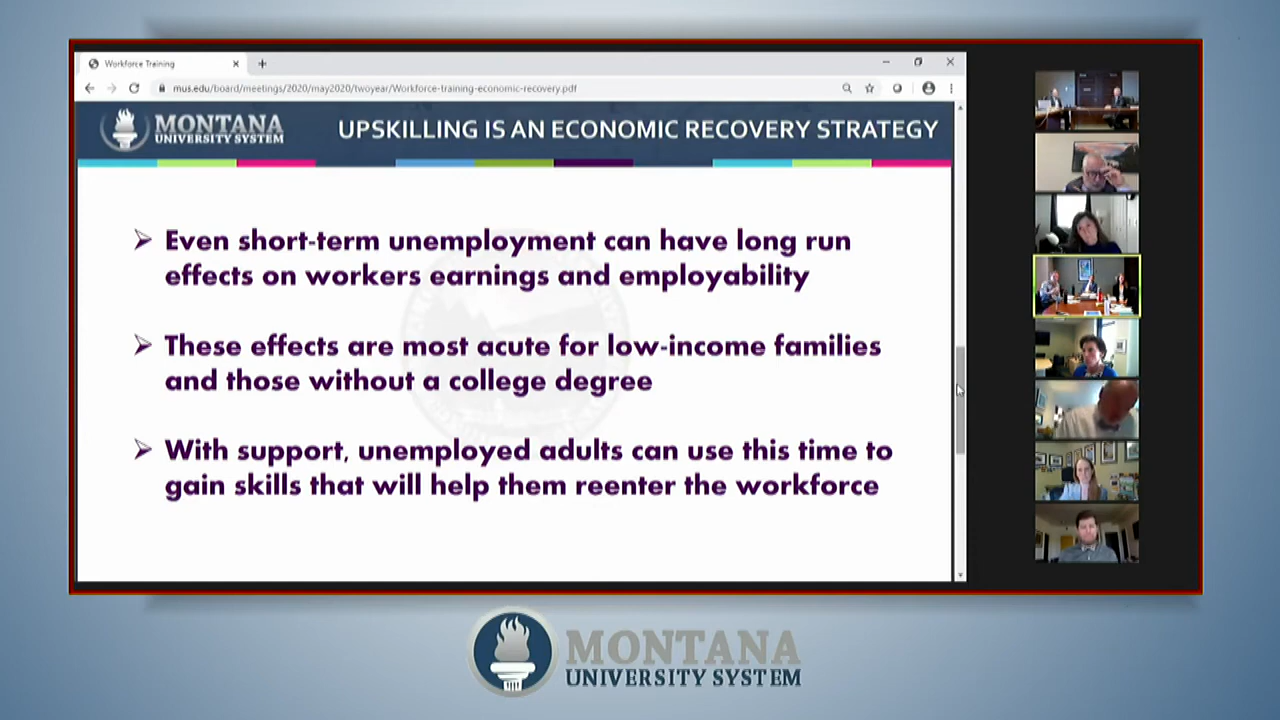 Workforce Training
mus.edu/board/meetings/2020/may2020/twoyear/Workforce-training-economic-recovery.pdf
MONTANA
UNIVERSITY SYSTEM
UPSKILLING IS AN ECONOMIC RECOVERY STRATEGY
Even short-term unemployment can have long run
effects on workers earnings and employability
These effects are most acute for low-income families
and those without a college degree
With support, unemployed adults can use this time to
gain skills that will help them reenter the workforce
MONTANA
UNIVERSITY SYSTEM